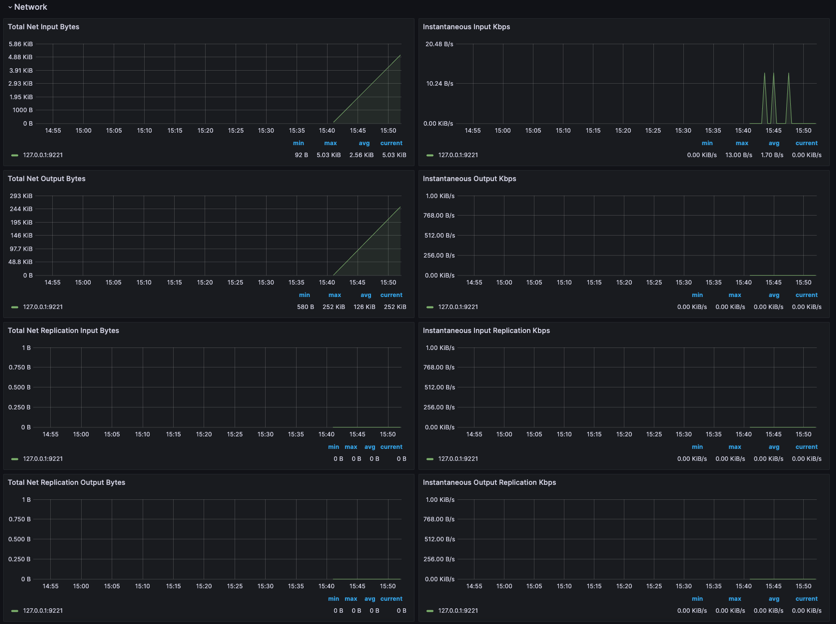 Network
Total Net Input Bytes
5.86 KiB
4.88 KiB
3.91 KiB
2.93 KiB
1.95 KiB
1000 B
0 B
14:55 15:00 15:05 15:10 15:15 15:20 15:25 15:30 15:35 15:40 15:45 15:50
min max avg current
127.0.0.1:9221 92 B 5.03 KiB 2.56 KiB 5.03 KiB
Instantaneous Input Kbps
20.48 B/s
10.24 B/s
0.00 KiB/s
14:55 15:00 15:05 15:10 15:15 15:20 15:25 15:30 15:35 15:40 15:45 15:50
min max avg current
127.0.0.1:9221 0.00 KiB/s 13.00 B/s 1.70 B/s 0.00 KiB/s
Total Net Output Bytes
293 KiB
244 KiB
195 KiB
146 KiB
97.7 KiB
48.8 KiB
0 B
14:55 15:00 15:05 15:10 15:15 15:20 15:25 15:30 15:35 15:40 15:45 15:50
min max avg current
127.0.0.1:9221 580 B 252 KiB 126 KiB 252 KiB
Instantaneous Output Kbps
1.00 KiB/s
768.00 B/s
512.00 B/s
256.00 B/s
0.00 KiB/s
14:55 15:00 15:05 15:10 15:15 15:20 15:25 15:30 15:35 15:40 15:45 15:50
min max avg current
127.0.0.1:9221 0.00 KiB/s 0.00 KiB/s 0.00 KiB/s 0.00 KiB/s
Total Net Replication Input Bytes
1 B
0.750 B
0.500 B
0.250 B
0 B
14:55 15:00 15:05 15:10 15:15 15:20 15:25 15:30 15:35 15:40 15:45 15:50
min max avg current
127.0.0.1:9221 0 B 0 B 0 B 0 B
Instantaneous Input Replication Kbps
1.00 KiB/s
768.00 B/s
512.00 B/s
256.00 B/s
0.00 KiB/s
14:55 15:00 15:05 15:10 15:15 15:20 15:25 15:30 15:35 15:40 15:45 15:50
min max avg current
127.0.0.1:9221 0.00 KiB/s 0.00 KiB/s 0.00 KiB/s 0.00 KiB/s
Total Net Replication Output Bytes
1 B
0.750 B
0.500 B
0.250 B
0 B
14:55 15:00 15:05 15:10 15:15 15:20 15:25 15:30 15:35 15:40 15:45 15:50
min max avg current
127.0.0.1:9221 0 B 0 B 0 B 0 B
Instantaneous Output Replication Kbps
1.00 KiB/s
768.00 B/s
512.00 B/s
256.00 B/s
0.00 KiB/s
14:55 15:00 15:05 15:10 15:15 15:20 15:25 15:30 15:35 15:40 15:45 15:50
min max avg current
127.0.0.1:9221 0.00 KiB/s 0.00 KiB/s 0.00 KiB/s 0.00 KiB/s